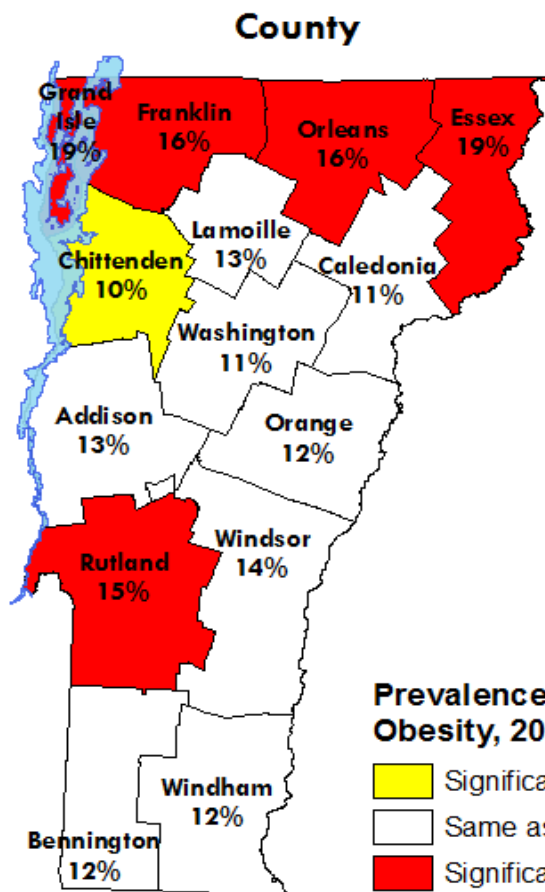 County
Grand
Isle
19%
Franklin
16%
Orleans
16%
Essex
19%
Lamoille
13%
Chittenden
10%
Caledonia
11%
Washington
11%
Addison
13%
Orange
12%
Windsor
14%
Rutland
15%
Windham
12%
Bennington
12%
Prevalence
Obesity, 20
Significa
Same as
Significa